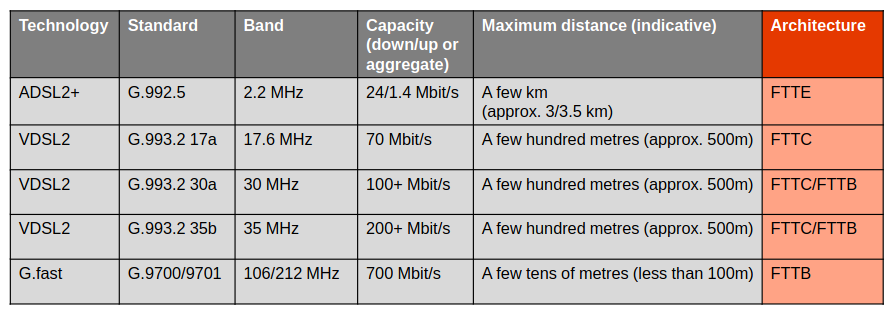 Technology Standard Band Capacity (down/up or aggregate) Maximum distance (indicative) Architecture
ADSL2+ G.992.5 2.2 MHz 24/1.4 Mbit/s A few km (approx. 3/3.5 km) FTTE
VDSL2 G.993.2 17a 17.6 MHz 70 Mbit/s A few hundred metres (approx. 500m) FTTC
VDSL2 G.993.2 30a 30 MHz 100+ Mbit/s A few hundred metres (approx. 500m) FTTC/FTTB
VDSL2 G.993.2 35b 35 MHz 200+ Mbit/s A few hundred metres (approx. 500m) FTTC/FTTB
G.fast G.9700/9701 106/212 MHz 700 Mbit/s A few tens of metres (less than 100m) FTTB